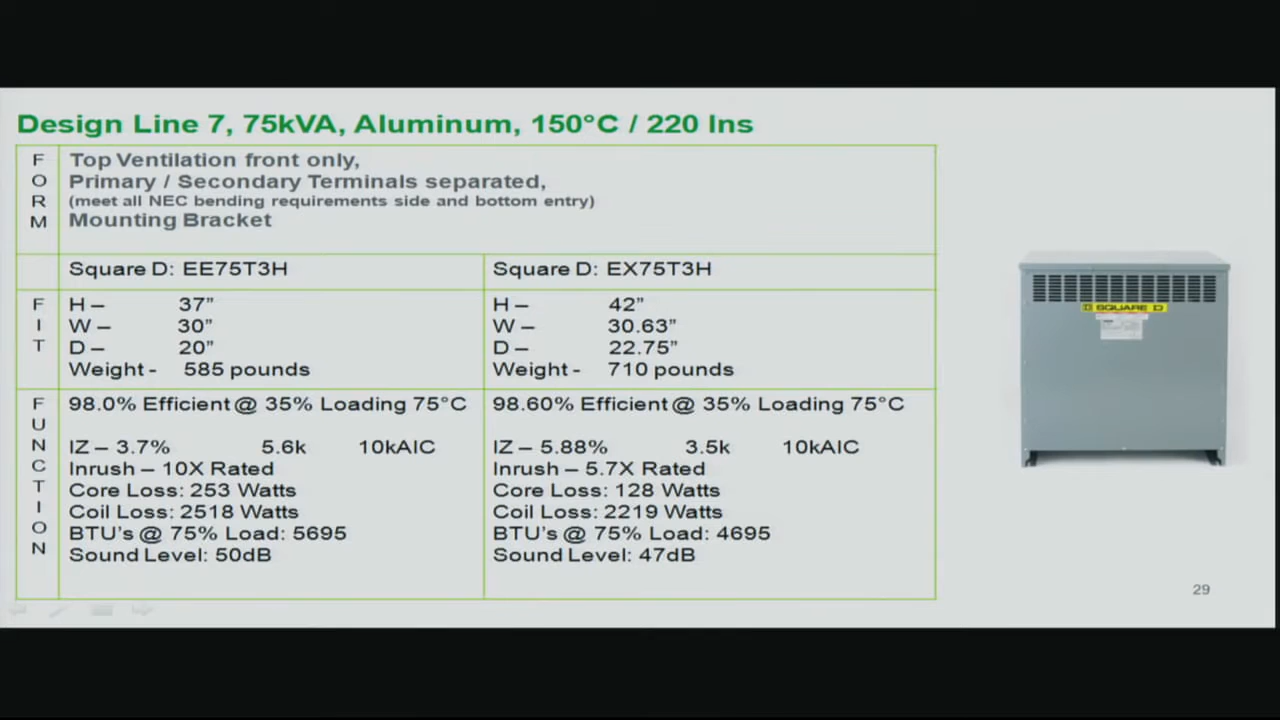 Design Line 7, 75kVA, Aluminum, 150°C / 220 Ins
FORM
Top Ventilation front only,
Primary / Secondary Terminals separated,
(meet all NEC bending requirements side and bottom entry)
Mounting Bracket
Square D: EE75T3H
Square D: EX75T3H
FIT
H – 37”
W – 30”
D – 20”
Weight - 585 pounds
H – 42”
W – 30.63”
D – 22.75”
Weight - 710 pounds
FUNCTION
98.0% Efficient @ 35% Loading 75°C
IZ – 3.7% 5.6k 10kAIC
Inrush – 10X Rated
Core Loss: 253 Watts
Coil Loss: 2518 Watts
BTU’s @ 75% Load: 5695
Sound Level: 50dB
98.60% Efficient @ 35% Loading 75°C
IZ – 5.88% 3.5k 10kAIC
Inrush – 5.7X Rated
Core Loss: 128 Watts
Coil Loss: 2219 Watts
BTU’s @ 75% Load: 4695
Sound Level: 47dB
SQUARE D
29